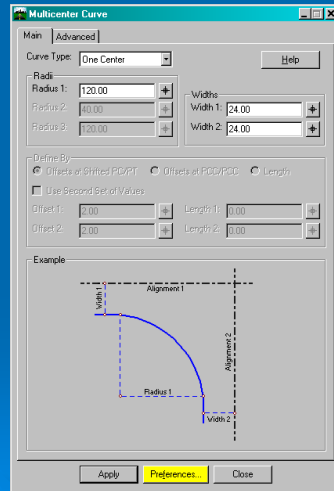 Multicenter Curve
Main Advanced
Curve Type: One Center Help
Radii
Radius 1: 120.00
Radius 2: 40.00
Radius 3: 120.00
Widths
Width 1: 24.00
Width 2: 24.00
Define By
Offsets at Shifted PC/PT Offsets at PCC/PCC Length
Use Second Set of Values
Offset 1: 2.00 Length 1: 0.00
Offset 2: 2.00 Length 2: 0.00
Example
Width 1
Alignment 1
Alignment 2
Radius 1
Width 2
Apply Preferences... Close